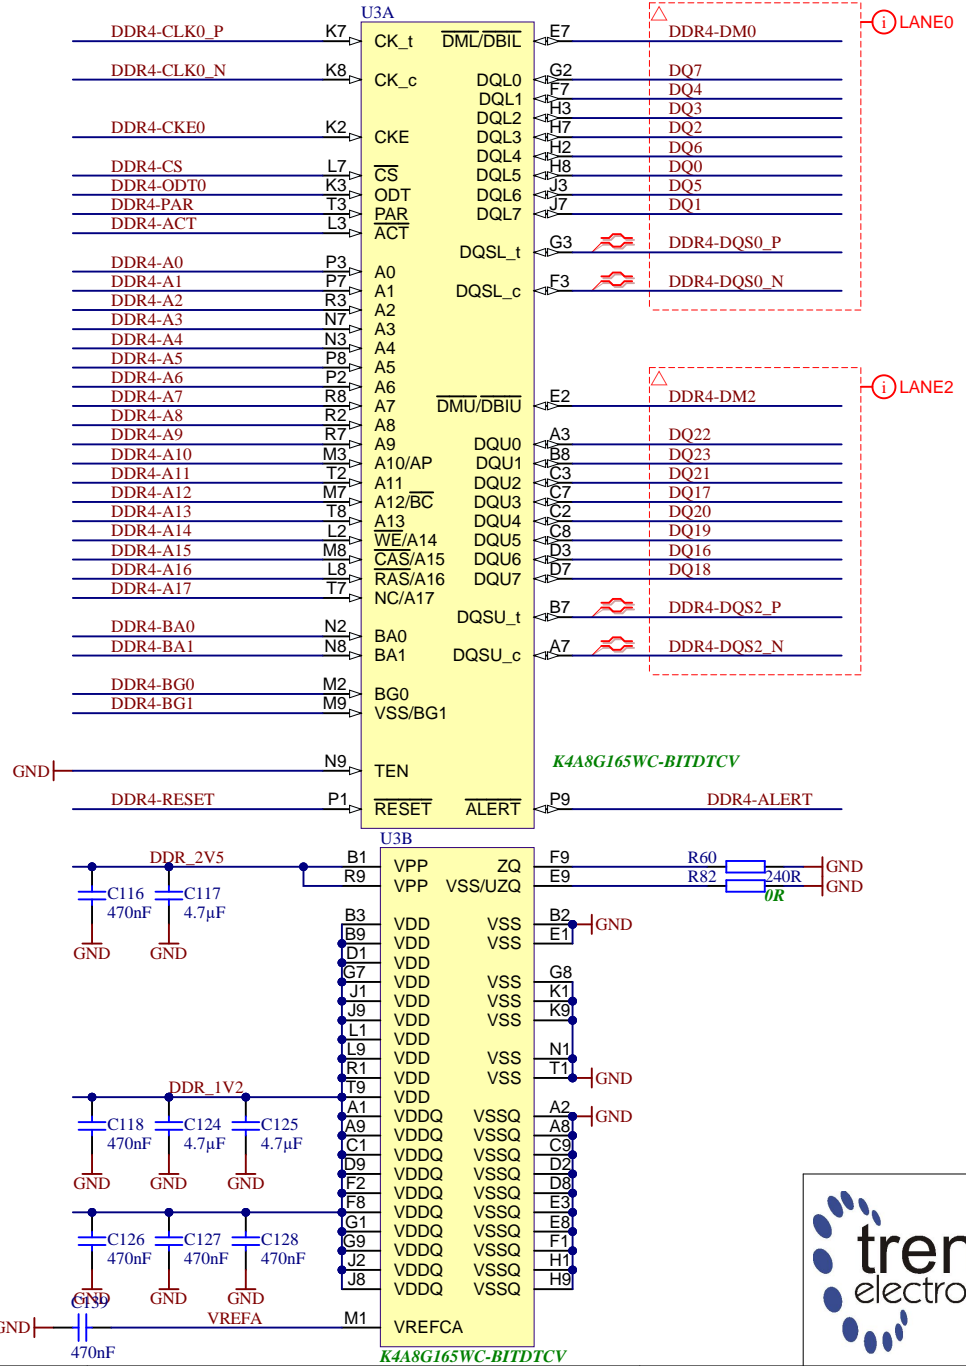 U3A
DDR4-CLK0_P K7 CK_t DML/DBIL E7 DDR4-DM0 LANE0
DDR4-CLK0_N K8 CK_c DQL0 G2 DQ7
DQL1 F7 DQ4
DQL2 H3 DQ3
DDR4-CKE0 K2 CKE DQL3 H7 DQ2
DQL4 H2 DQ6
DDR4-CS L7 CS DQL5 H8 DQ0
DDR4-ODT0 K3 ODT DQL6 J3 DQ5
DDR4-PAR T3 PAR DQL7 J7 DQ1
DDR4-ACT L3 ACT
DQSL_t G3 DDR4-DQS0_P
DDR4-A0 P3 A0
DDR4-A1 P7 A1 DQSL_c F3 DDR4-DQS0_N
DDR4-A2 R3 A2
DDR4-A3 N7 A3
DDR4-A4 N3 A4
DDR4-A5 P8 A5
DDR4-A6 P2 A6 LANE2
DDR4-A7 R8 A7 DMU/DBIU E2 DDR4-DM2
DDR4-A8 R2 A8
DDR4-A9 R7 A9 DQU0 A3 DQ22
DDR4-A10 M3 A10/AP DQU1 B8 DQ23
DDR4-A11 T2 A11 DQU2 C3 DQ21
DDR4-A12 M7 A12/BC DQU3 C7 DQ17
DDR4-A13 T8 A13 DQU4 C2 DQ20
DDR4-A14 L2 WE/A14 DQU5 C8 DQ19
DDR4-A15 M8 CAS/A15 DQU6 D3 DQ16
DDR4-A16 L8 RAS/A16 DQU7 D7 DQ18
DDR4-A17 T7 NC/A17
DQSU_t B7 DDR4-DQS2_P
DDR4-BA0 N2 BA0
DDR4-BA1 N8 BA1 DQSU_c A7 DDR4-DQS2_N
DDR4-BG0 M2 BG0
DDR4-BG1 M9 VSS/BG1
K4A8G165WC-BITDTCV
GND N9 TEN
DDR4-RESET P1 RESET ALERT P9 DDR4-ALERT
U3B
DDR_2V5 B1 VPP ZQ F9 R60 240R GND
R9 VPP VSS/UZQ E9 R82 0R GND
C116 C117
470nF 4.7µF
GND GND
B3 VDD VSS B2 GND
B9 VDD VSS E1
D1 VDD
G7 VDD VSS G8
J1 VDD VSS K1
J9 VDD VSS K9
L1 VDD
L9 VDD VSS N1
R1 VDD VSS T1 GND
DDR_1V2 T9 VDD
A1 VDDQ VSSQ A2 GND
C118 C124 C125
470nF 4.7µF 4.7µF
GND GND GND
A9 VDDQ VSSQ A8
C1 VDDQ VSSQ C9
D9 VDDQ VSSQ D2
F2 VDDQ VSSQ D8
F8 VDDQ VSSQ E3
G1 VDDQ VSSQ E8
G9 VDDQ VSSQ F1
J2 VDDQ VSSQ H1
J8 VDDQ VSSQ H9
C126 C127 C128
470nF 470nF 470nF
GND GND GND
C139
GND VREFA M1 VREFCA
470nF
K4A8G165WC-BITDTCV
tren
electro